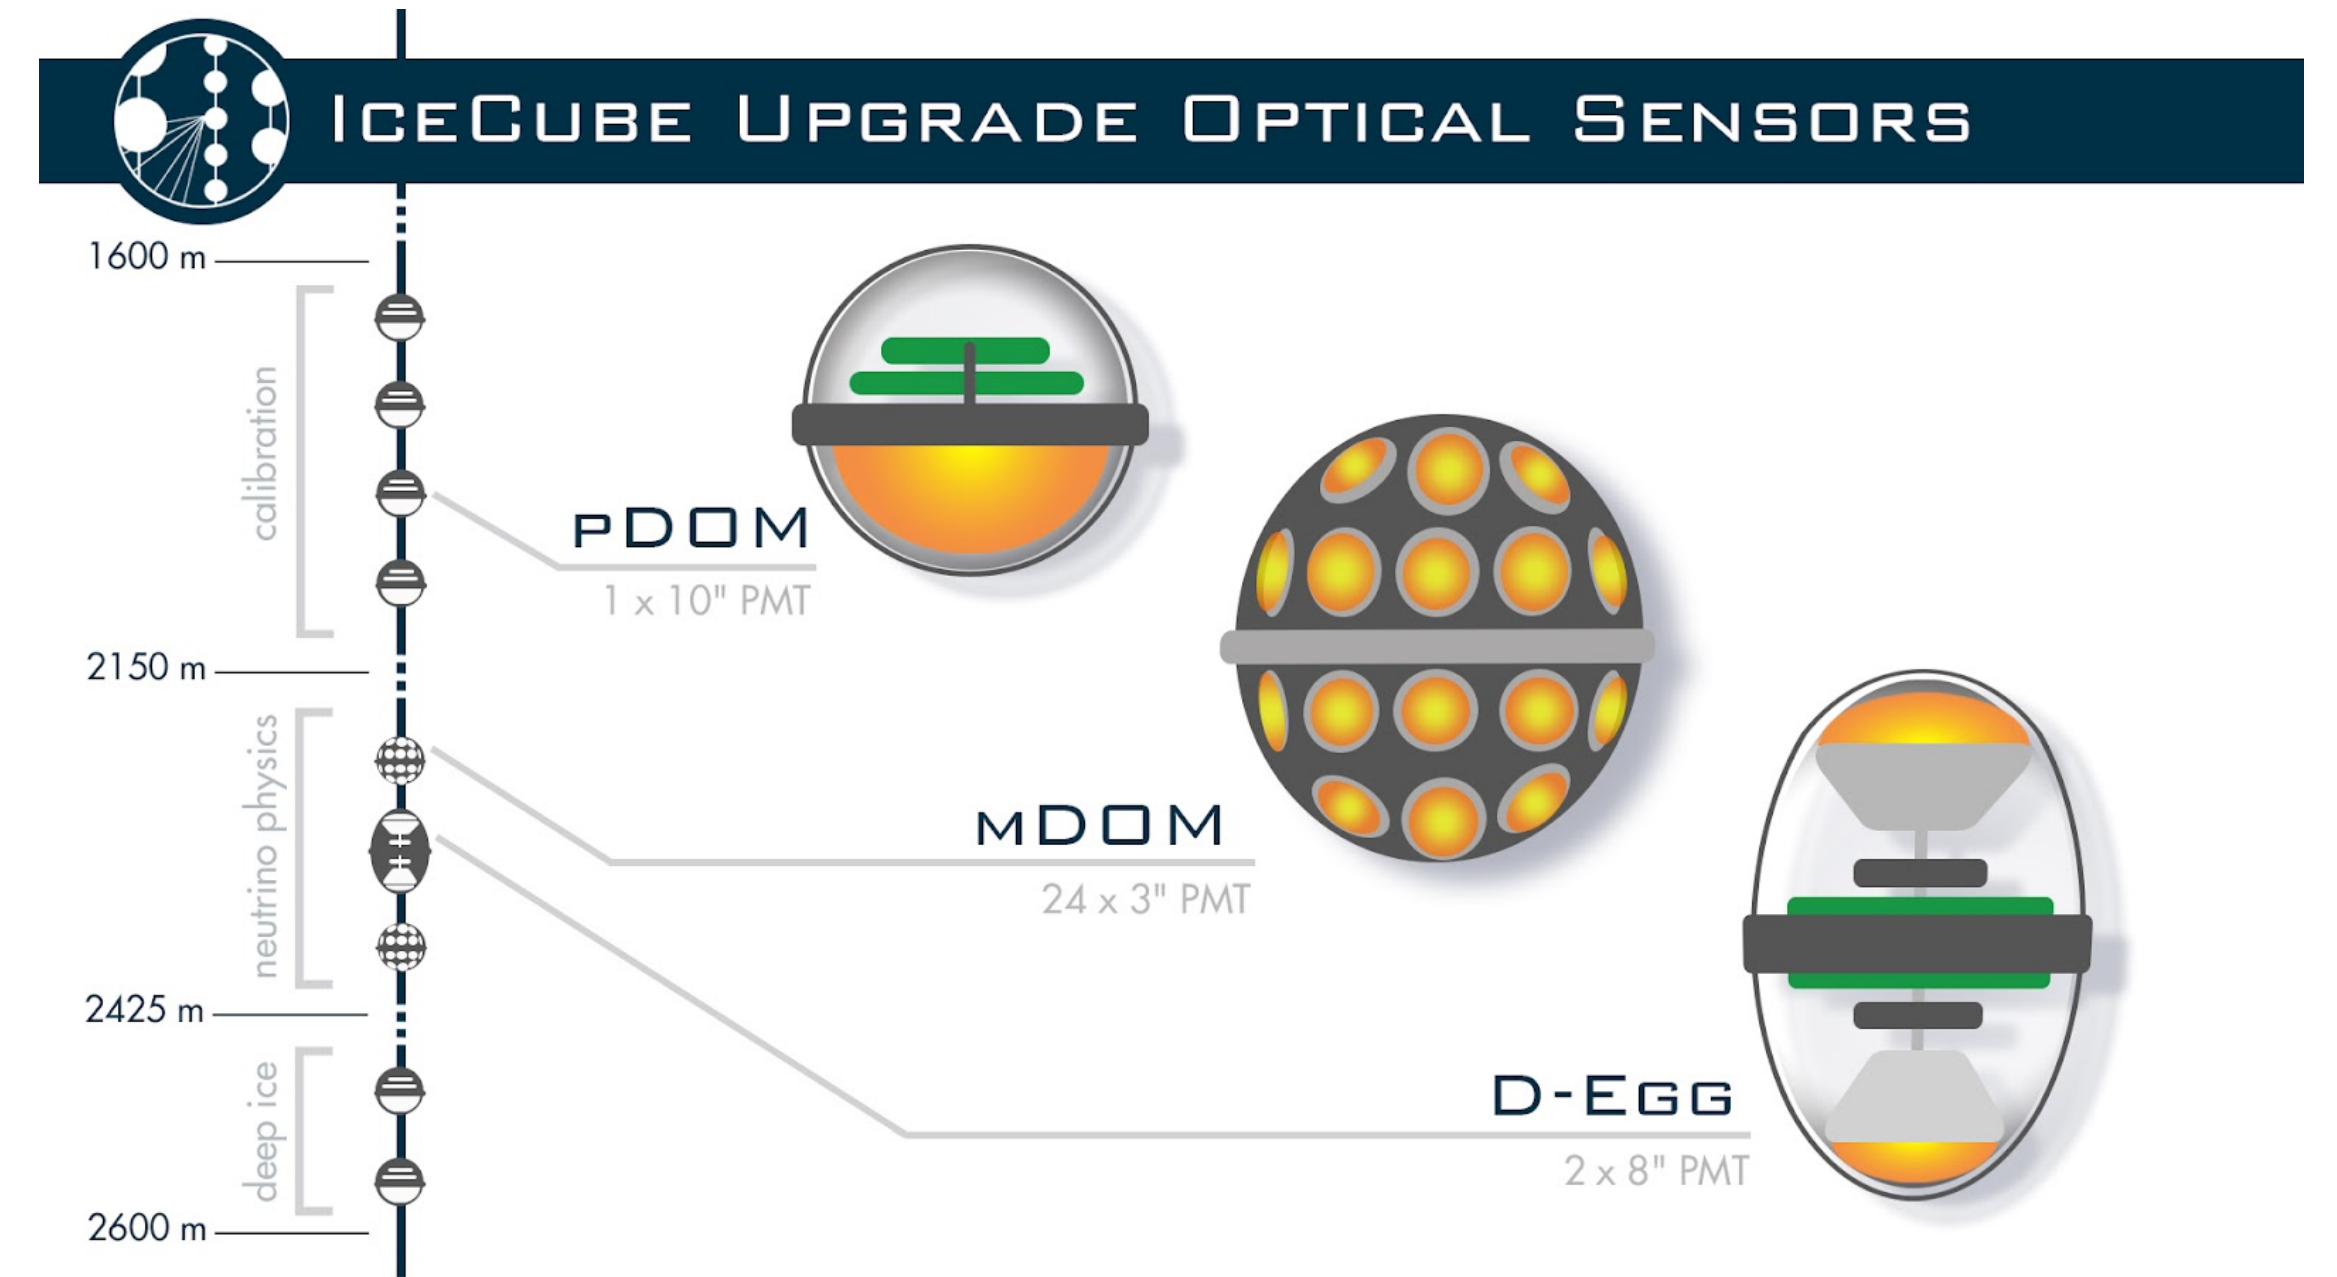 IceCube Upgrade Optical Sensors
1600 m
calibration
pDOM
1 x 10" PMT
2150 m
neutrino physics
mDOM
24 x 3" PMT
2425 m
deep ice
D-Egg
2 x 8" PMT
2600 m